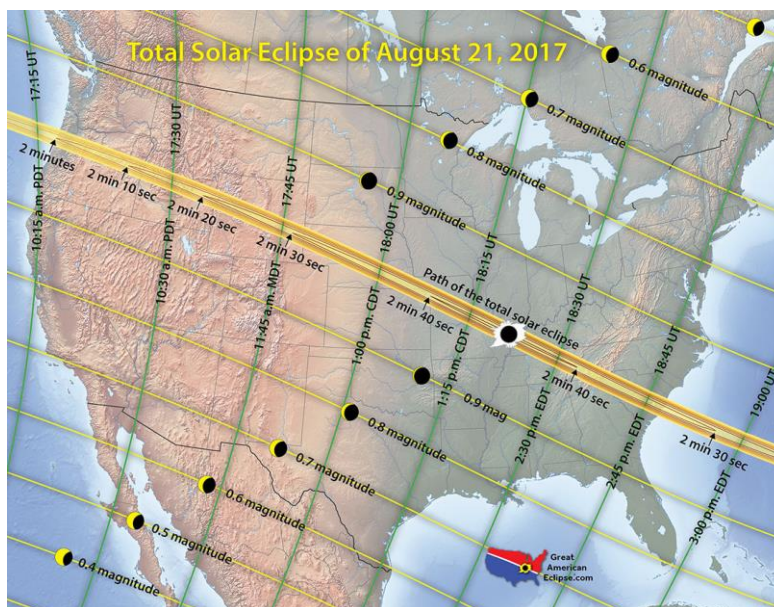 Total Solar Eclipse of August 21, 2017
0.6 magnitude
0.7 magnitude
0.8 magnitude
0.9 magnitude
17:15 UT
17:30 UT
17:45 UT
18:00 UT
18:15 UT
18:30 UT
18:45 UT
19:00 UT
2 minutes
2 min 10 sec
2 min 20 sec
2 min 30 sec
Path of the total solar eclipse
2 min 40 sec
2 min 40 sec
2 min 30 sec
10:15 a.m. PDT
10:30 a.m. PDT
11:45 a.m. MDT
1:00 p.m. CDT
1:15 p.m. CDT
2:30 p.m. EDT
2:45 p.m. EDT
3:00 p.m. EDT
0.9 mag
0.8 magnitude
0.7 magnitude
0.6 magnitude
0.5 magnitude
0.4 magnitude
Great
American
Eclipse.com